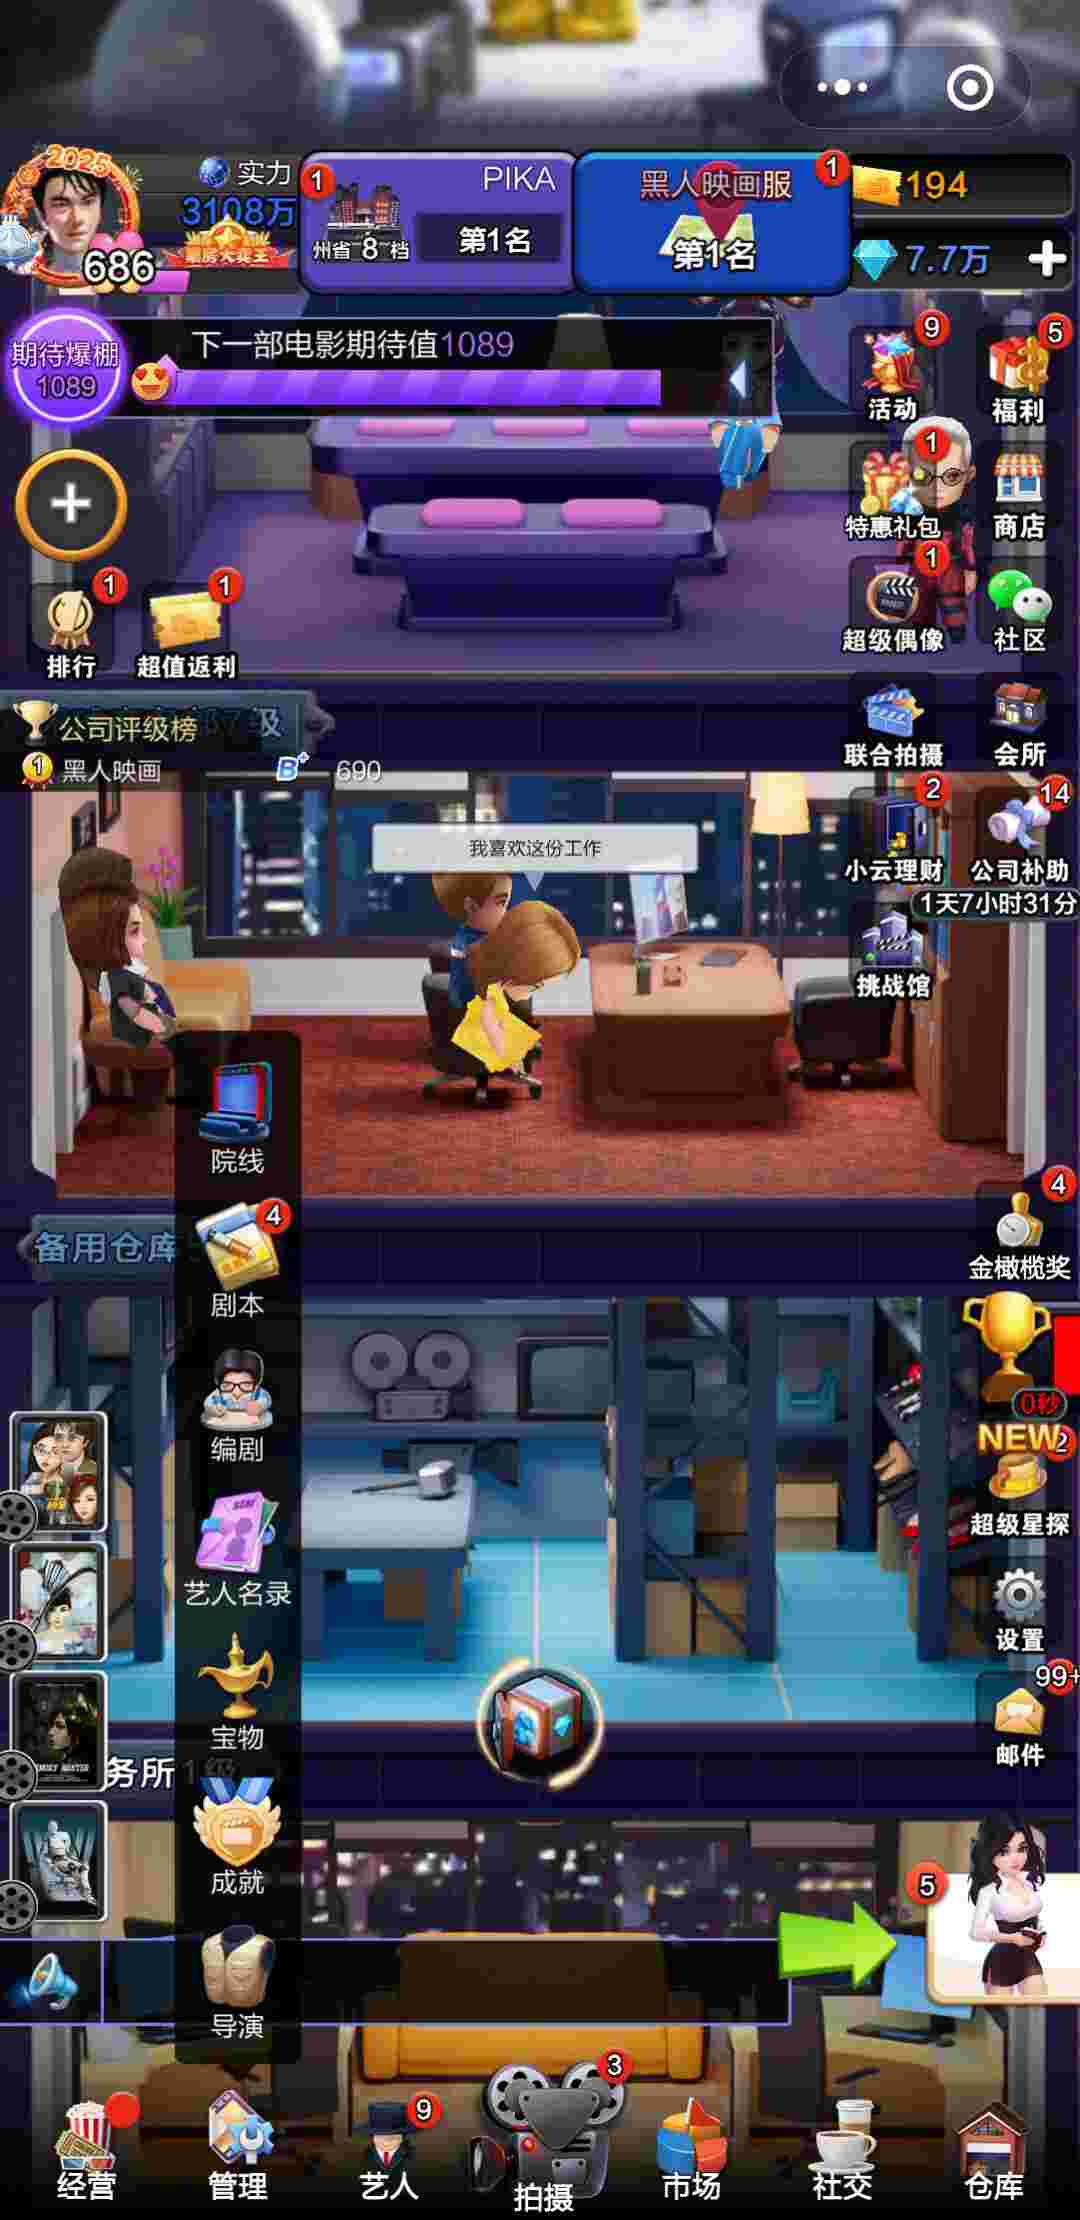 2025
实力
3108万
票房大卖王
686
1
PIKA
州省 8 档
第1名
黑人映画服
1
第1名
194
7.7万
期待爆棚
1089
下一部电影期待值1089
9
活动
5
福利
1
特惠礼包
商店
1
超级偶像
社区
1
排行
1
超值返利
7级
公司评级榜
1
黑人映画
B+
690
联合拍摄
会所
2
小云理财
14
公司补助
1天7小时31分
挑战馆
我喜欢这份工作
院线
4
剧本
备用仓库
编剧
艺人名录
宝物
务所1级
成就
导演
4
金橄榄奖
0秒
NEW
2
超级星探
设置
99+
邮件
5
经营
管理
9
艺人
3
拍摄
市场
社交
仓库